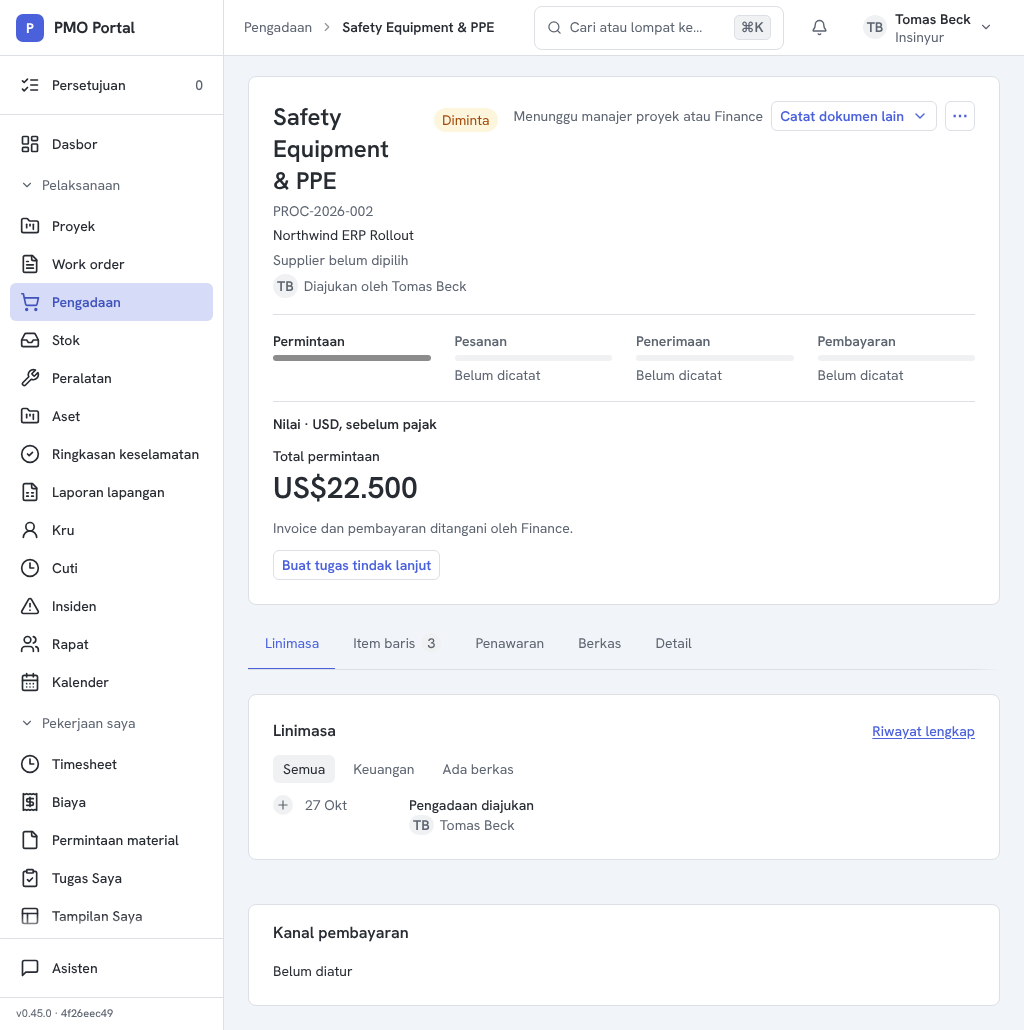 P
PMO Portal
Pengadaan
Safety Equipment & PPE
Cari atau lompat ke...
⌘K
TB
Tomas Beck
Insinyur
Persetujuan
0
Dasbor
Pelaksanaan
Proyek
Work order
Pengadaan
Stok
Peralatan
Aset
Ringkasan keselamatan
Laporan lapangan
Kru
Cuti
Insiden
Rapat
Kalender
Pekerjaan saya
Timesheet
Biaya
Permintaan material
Tugas Saya
Tampilan Saya
Asisten
v0.45.0 · 4f26eec49
Safety
Equipment
& PPE
Diminta
Menunggu manajer proyek atau Finance
Catat dokumen lain
PROC-2026-002
Northwind ERP Rollout
Supplier belum dipilih
TB
Diajukan oleh Tomas Beck
Permintaan
Pesanan
Belum dicatat
Penerimaan
Belum dicatat
Pembayaran
Belum dicatat
Nilai · USD, sebelum pajak
Total permintaan
US$22.500
Invoice dan pembayaran ditangani oleh Finance.
Buat tugas tindak lanjut
Linimasa
Item baris 3
Penawaran
Berkas
Detail
Linimasa
Riwayat lengkap
Semua
Keuangan
Ada berkas
27 Okt
Pengadaan diajukan
TB
Tomas Beck
Kanal pembayaran
Belum diatur